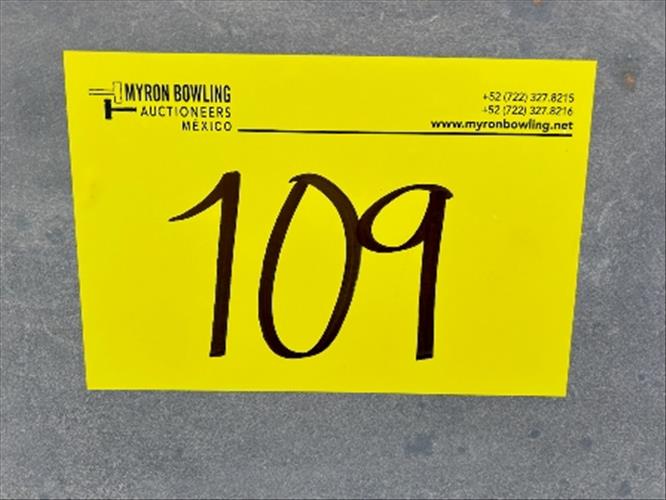 MYRON BOWLING
AUCTIONEERS
MÉXICO
+52 (722) 327.8215
+52 (722) 327.8216
www.myronbowling.net
109